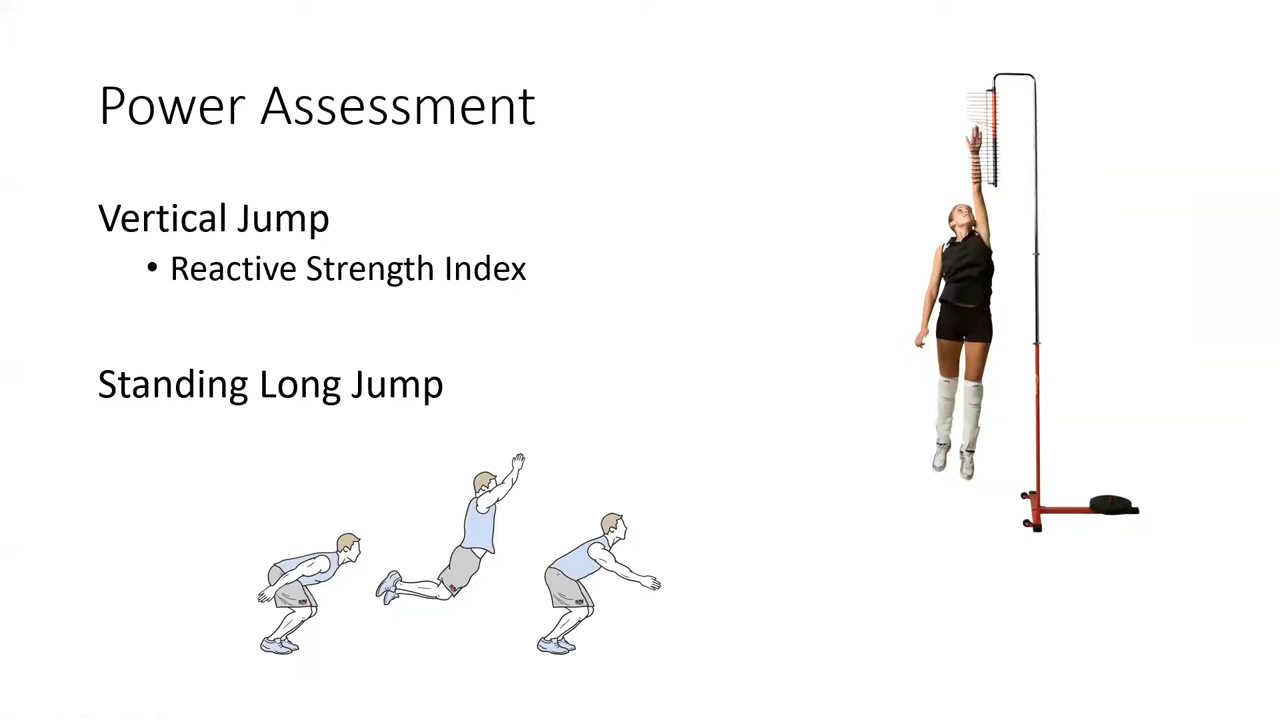 Power Assessment
Vertical Jump
• Reactive Strength Index
Standing Long Jump